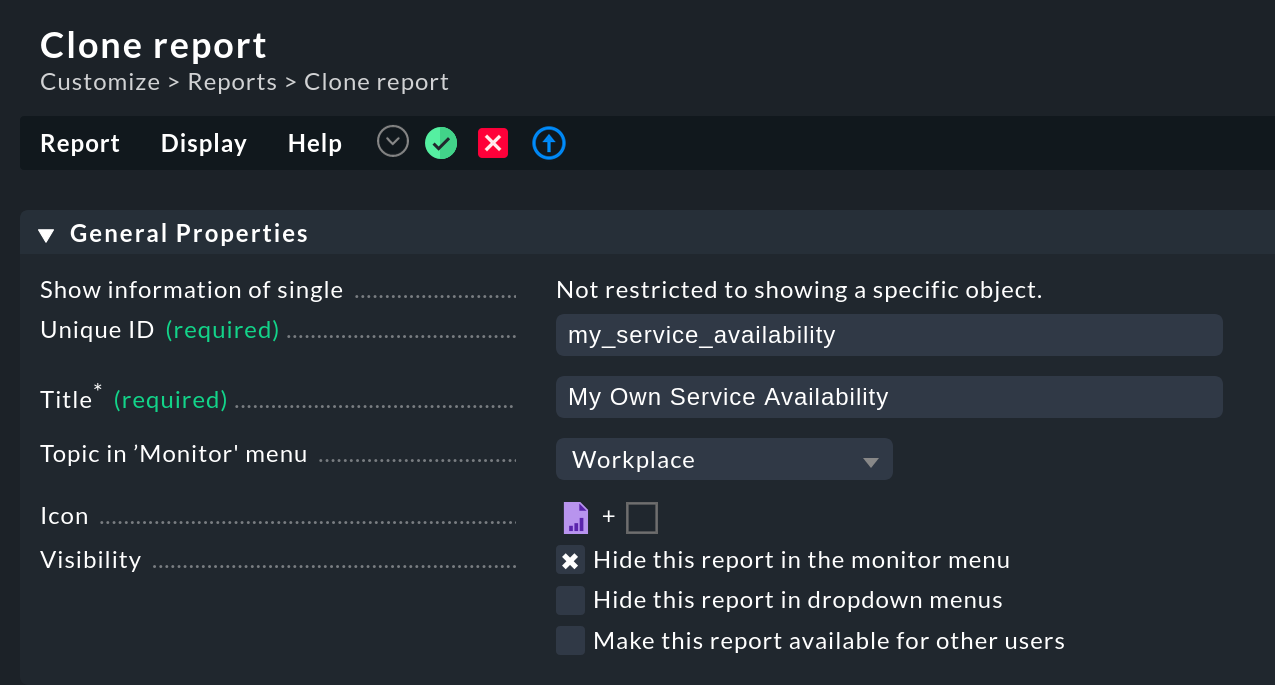 Clone report
Customize > Reports > Clone report
Report Display Help
General Properties
Show information of single Not restricted to showing a specific object.
Unique ID (required) my_service_availability
Title* (required) My Own Service Availability
Topic in ’Monitor' menu Workplace
Icon +
Visibility Hide this report in the monitor menu
Hide this report in dropdown menus
Make this report available for other users